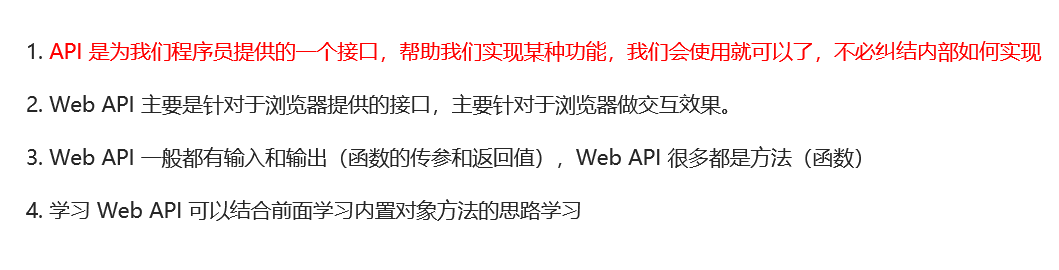 1. API 是为我们程序员提供的一个接口，帮助我们实现某种功能，我们会使用就可以了，不必纠结内部如何实现
2. Web API 主要是针对于浏览器提供的接口，主要针对于浏览器做交互效果。
3. Web API 一般都有输入和输出（函数的传参和返回值），Web API 很多都是方法（函数）
4. 学习 Web API 可以结合前面学习内置对象方法的思路学习